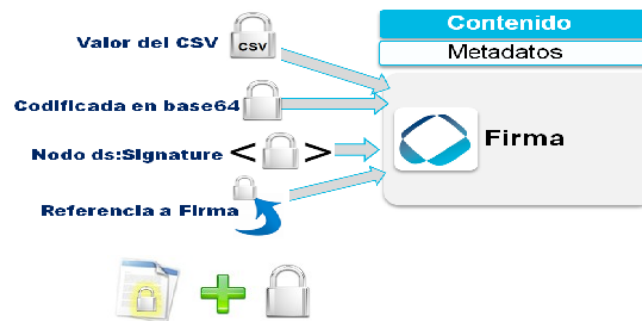 Contenido
Metadatos
Valor del CSV
CSV
Codificada en base64
Nodo ds:Signature < >
Referencia a Firma
Firma